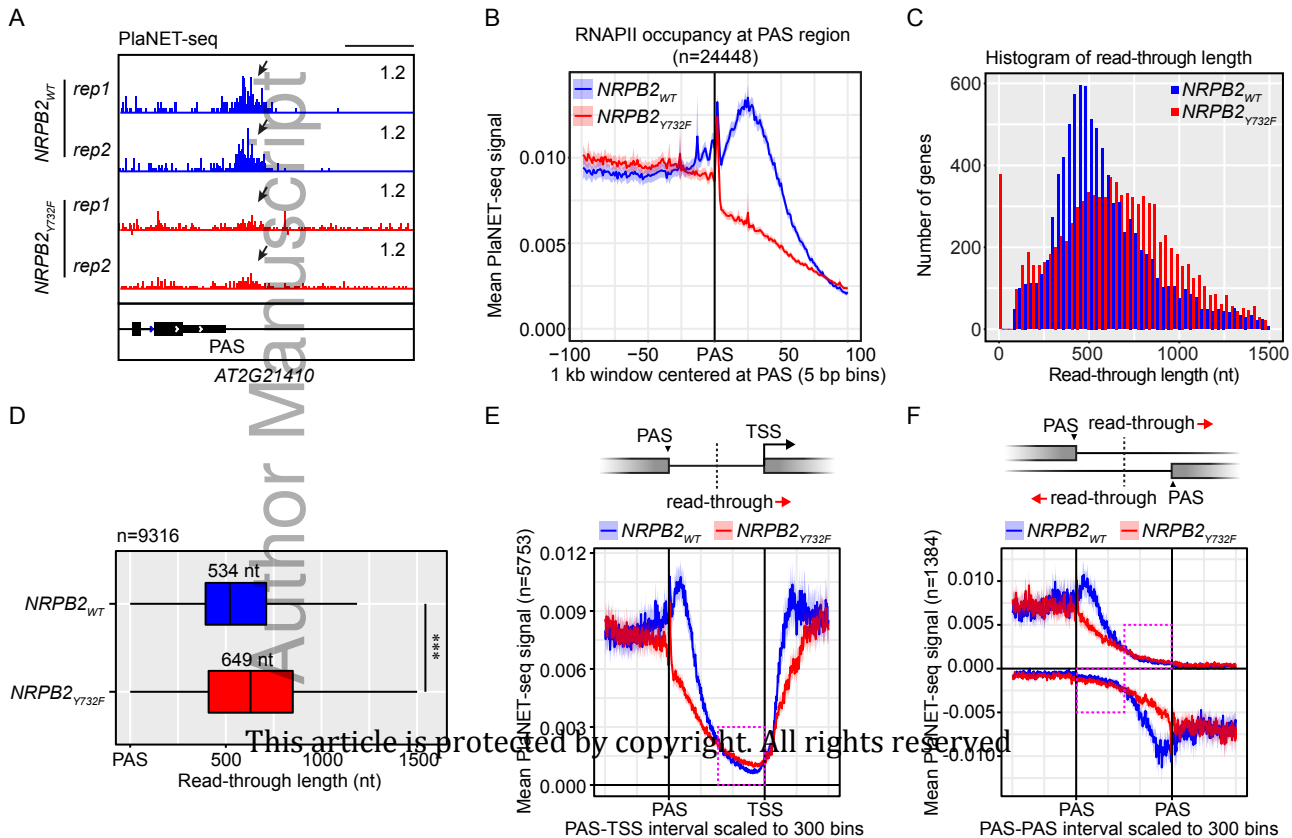 A
PlaNET-seq
NRPB2WT
rep1
1.2
rep2
1.2
NRPB2Y732F
rep1
1.2
rep2
1.2
PAS
AT2G21410
B
RNAPII occupancy at PAS region
(n=24448)
NRPB2WT
NRPB2Y732F
Mean PlaNET-seq signal
0.010
0.005
0.000
−100
−50
PAS
50
100
1 kb window centered at PAS (5 bp bins)
C
Histogram of read-through length
NRPB2WT
NRPB2Y732F
Number of genes
600
400
200
0
0
500
1000
1500
Read-through length (nt)
D
n=9316
534 nt
NRPB2WT
649 nt
NRPB2Y732F
***
PAS
500
1000
1500
Read-through length (nt)
E
PAS
TSS
read-through
NRPB2WT
NRPB2Y732F
Mean PlaNET-seq signal (n=5753)
0.012
0.009
0.006
0.003
0.000
PAS
TSS
PAS-TSS interval scaled to 300 bins
F
PAS
read-through
read-through
PAS
NRPB2WT
NRPB2Y732F
Mean PlaNET-seq signal (n=1384)
0.010
0.005
0.000
-0.005
-0.010
PAS
PAS
PAS-PAS interval scaled to 300 bins
Author Manuscript
This article is protected by copyright. All rights reserved